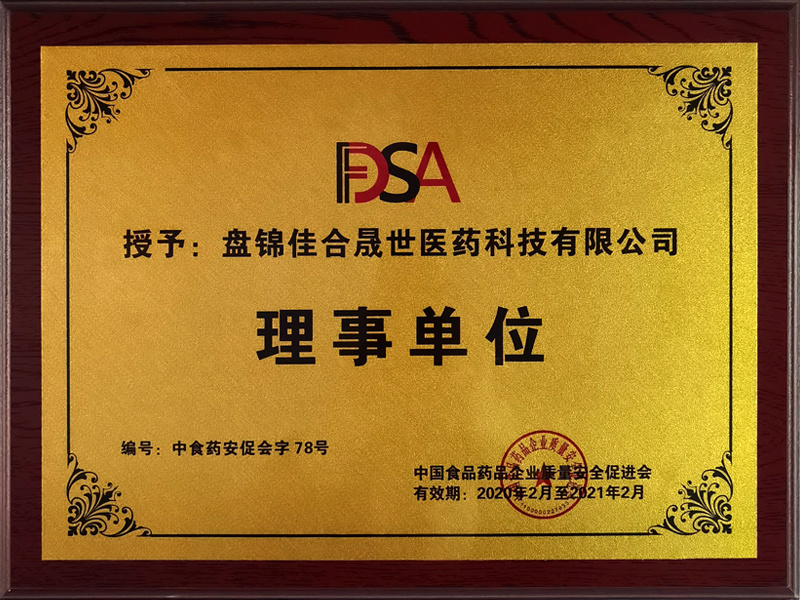 FDSA
授予：盘锦佳合晟世医药科技有限公司
理事单位
编号：中食药安促会字78号
中国食品药品企业质量安全促进会
有效期：2020年2月至2021年2月